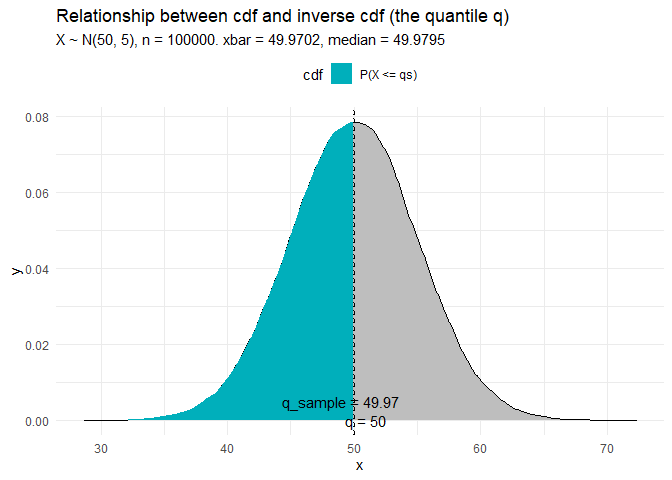 Relationship between cdf and inverse cdf (the quantile q)
X ~ N(50, 5), n = 100000. xbar = 49.9702, median = 49.9795
cdf P(X <= qs)
0.08
0.06
y
0.04
0.02
q_sample = 49.97
0.00
q = 50
30 40 50 60 70
x